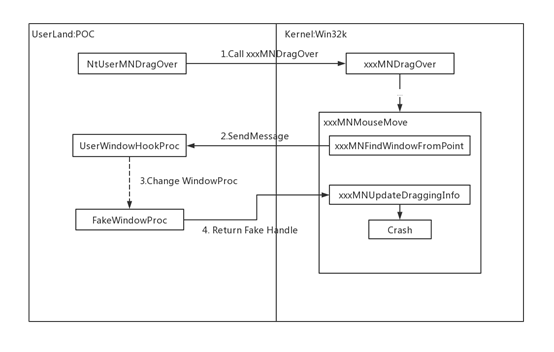 UserLand:POC
Kernel:Win32k
1.Call xxxMNDragOver
NtUserMNDragOver
xxxMNDragOver
...
xxxMNMouseMove
2.SendMessage
UserWindowHookProc
xxxMNFindWindowFromPoint
3.Change WindowProc
xxxMNUpdateDraggingInfo
FakeWindowProc
4. Return Fake Handle
Crash